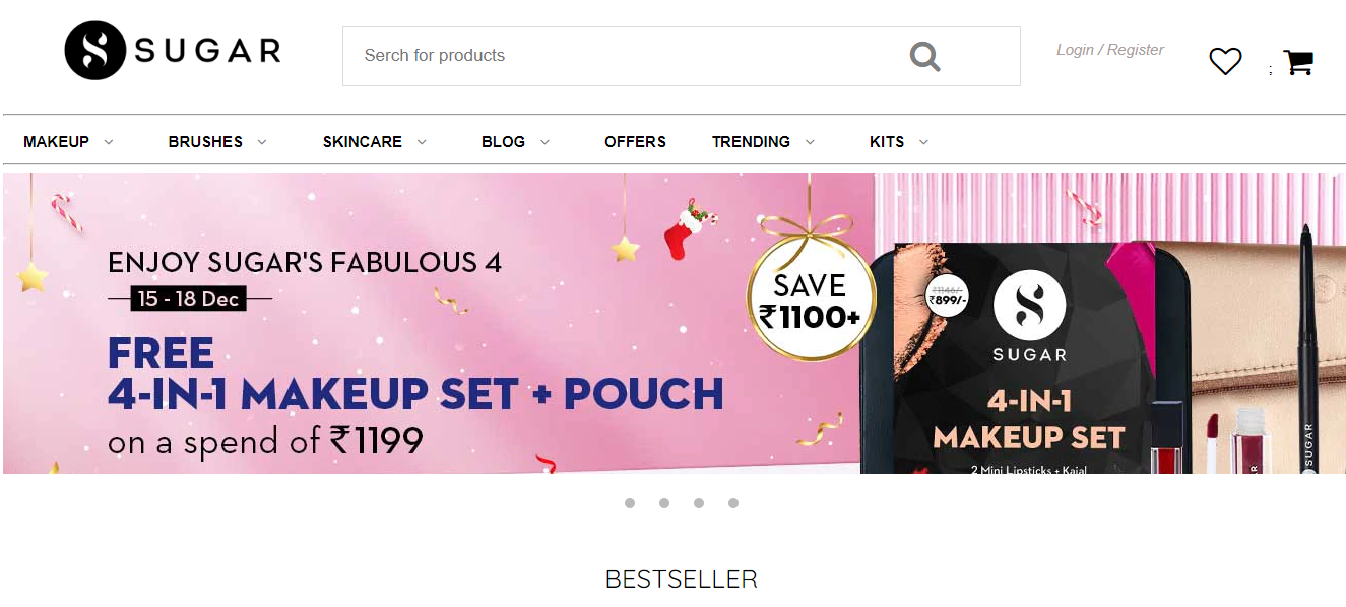 SUGAR
Serch for products
Login / Register
;
MAKEUP
BRUSHES
SKINCARE
BLOG
OFFERS
TRENDING
KITS
ENJOY SUGAR'S FABULOUS 4
15 - 18 Dec
FREE
4-IN-1 MAKEUP SET + POUCH
on a spend of ₹1199
SAVE
₹1100+
₹1146/-
₹899/-
SUGAR
4-IN-1
MAKEUP SET
2 Mini Lipsticks + Kajal
SUGAR
BESTSELLER